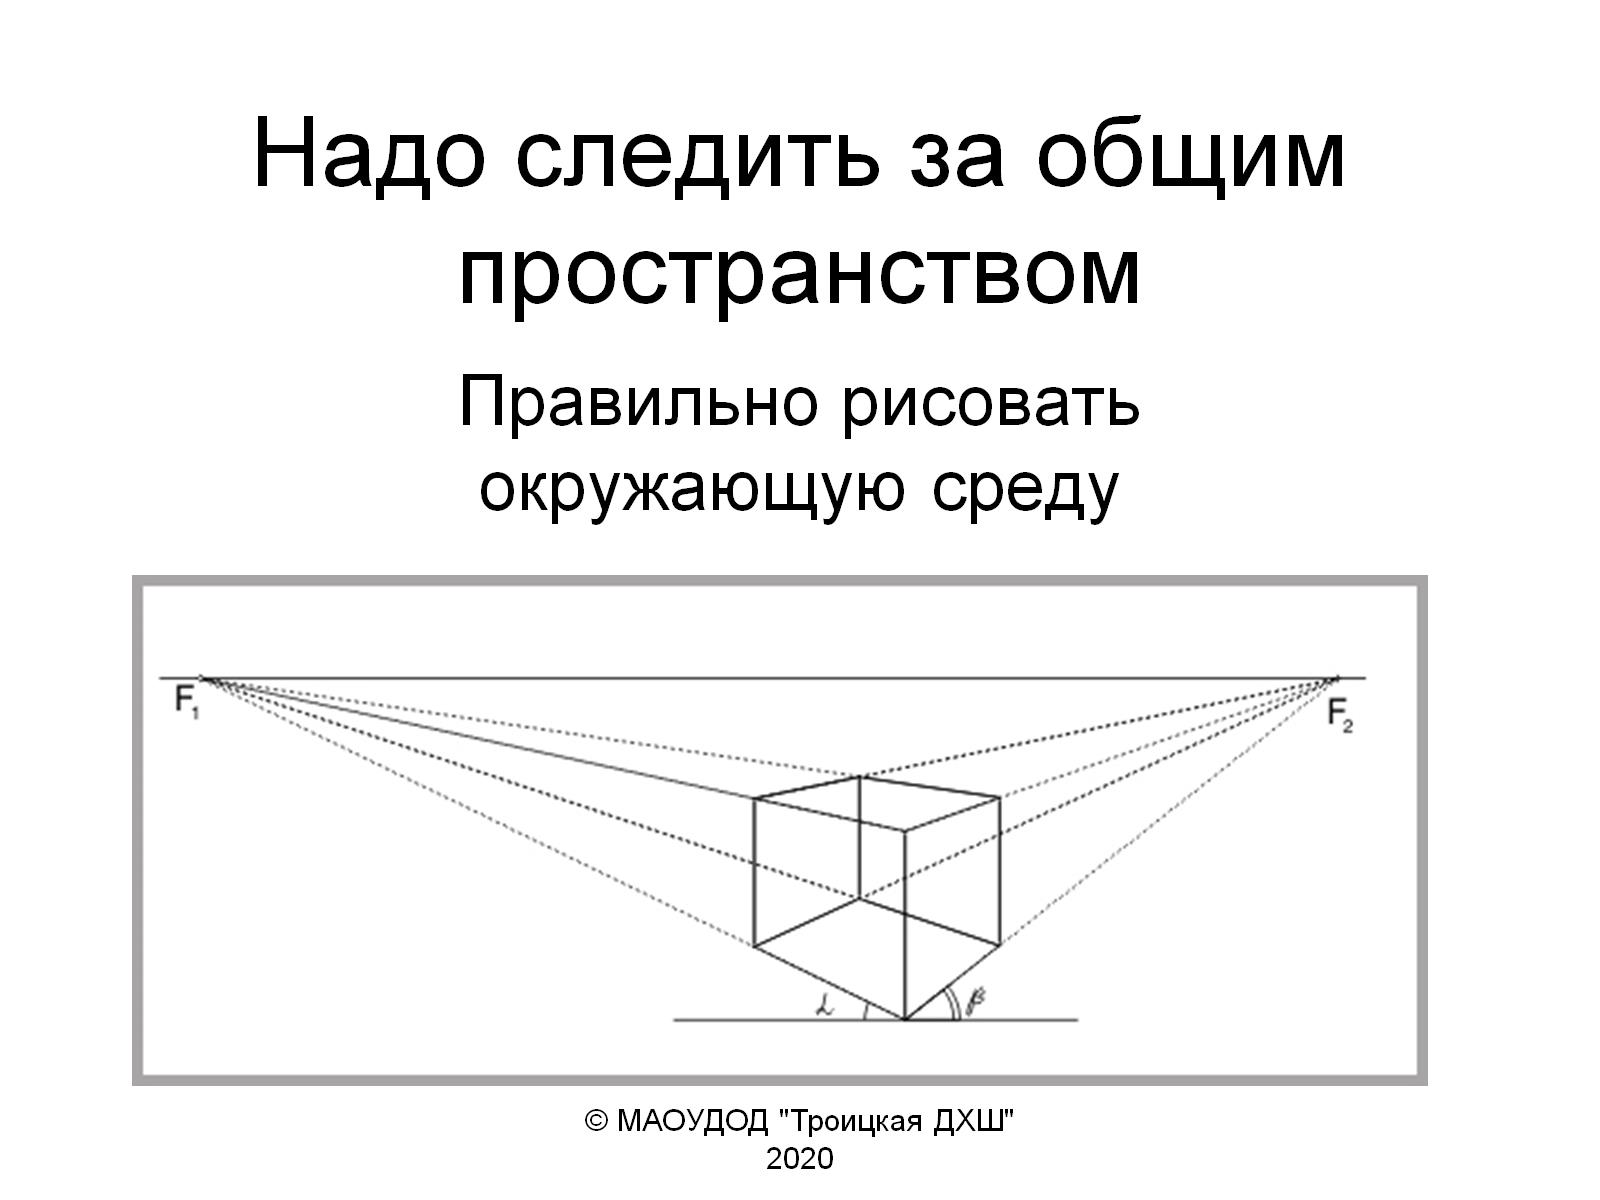 Надо следить за общим
пространством
Правильно рисовать
окружающую среду
F₁
F₂
β
© МАОУДОД "Троицкая ДХШ"
2020